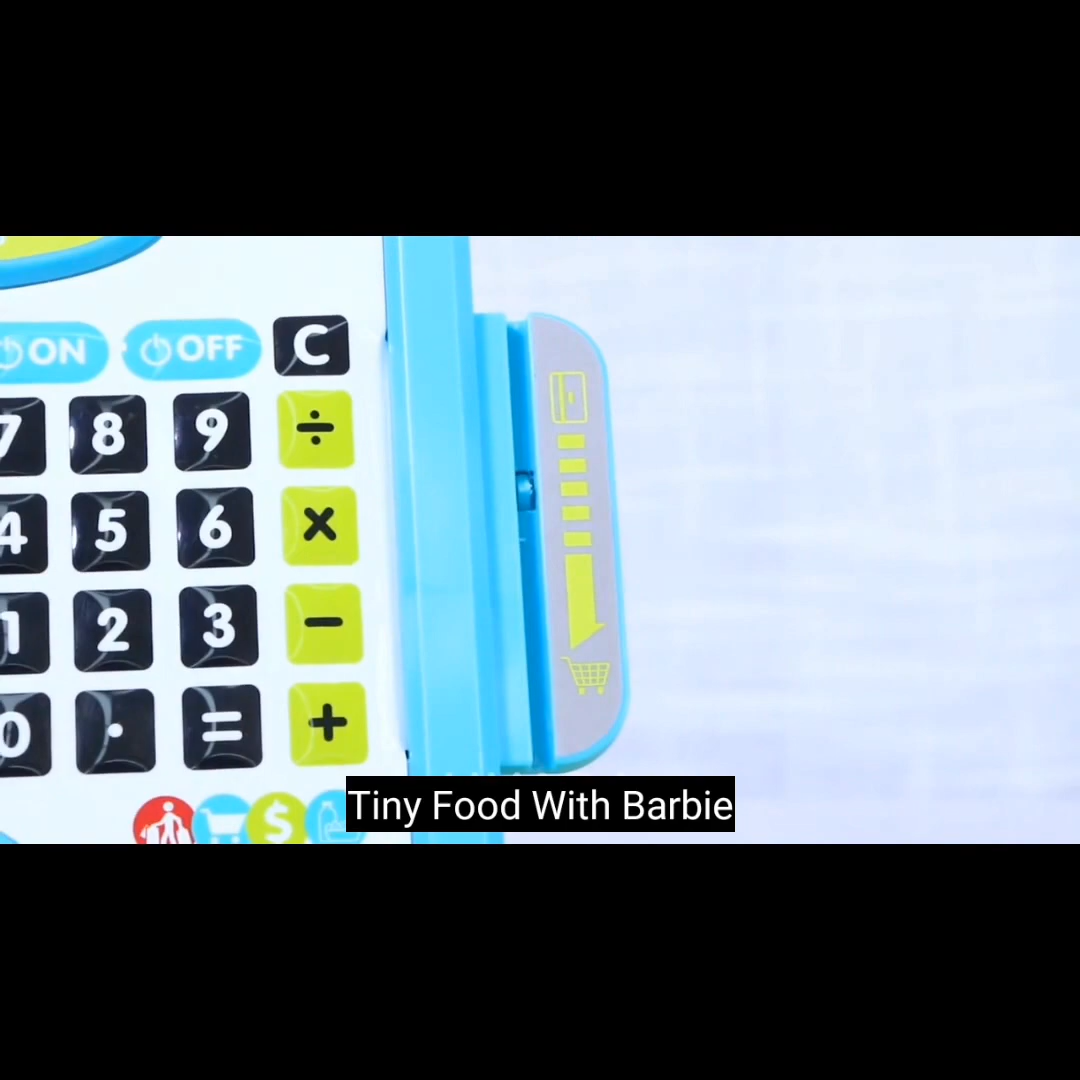 ON OFF C
7 8 9 ÷
4 5 6 ×
1 2 3 −
0 . = +
$
Tiny Food With Barbie